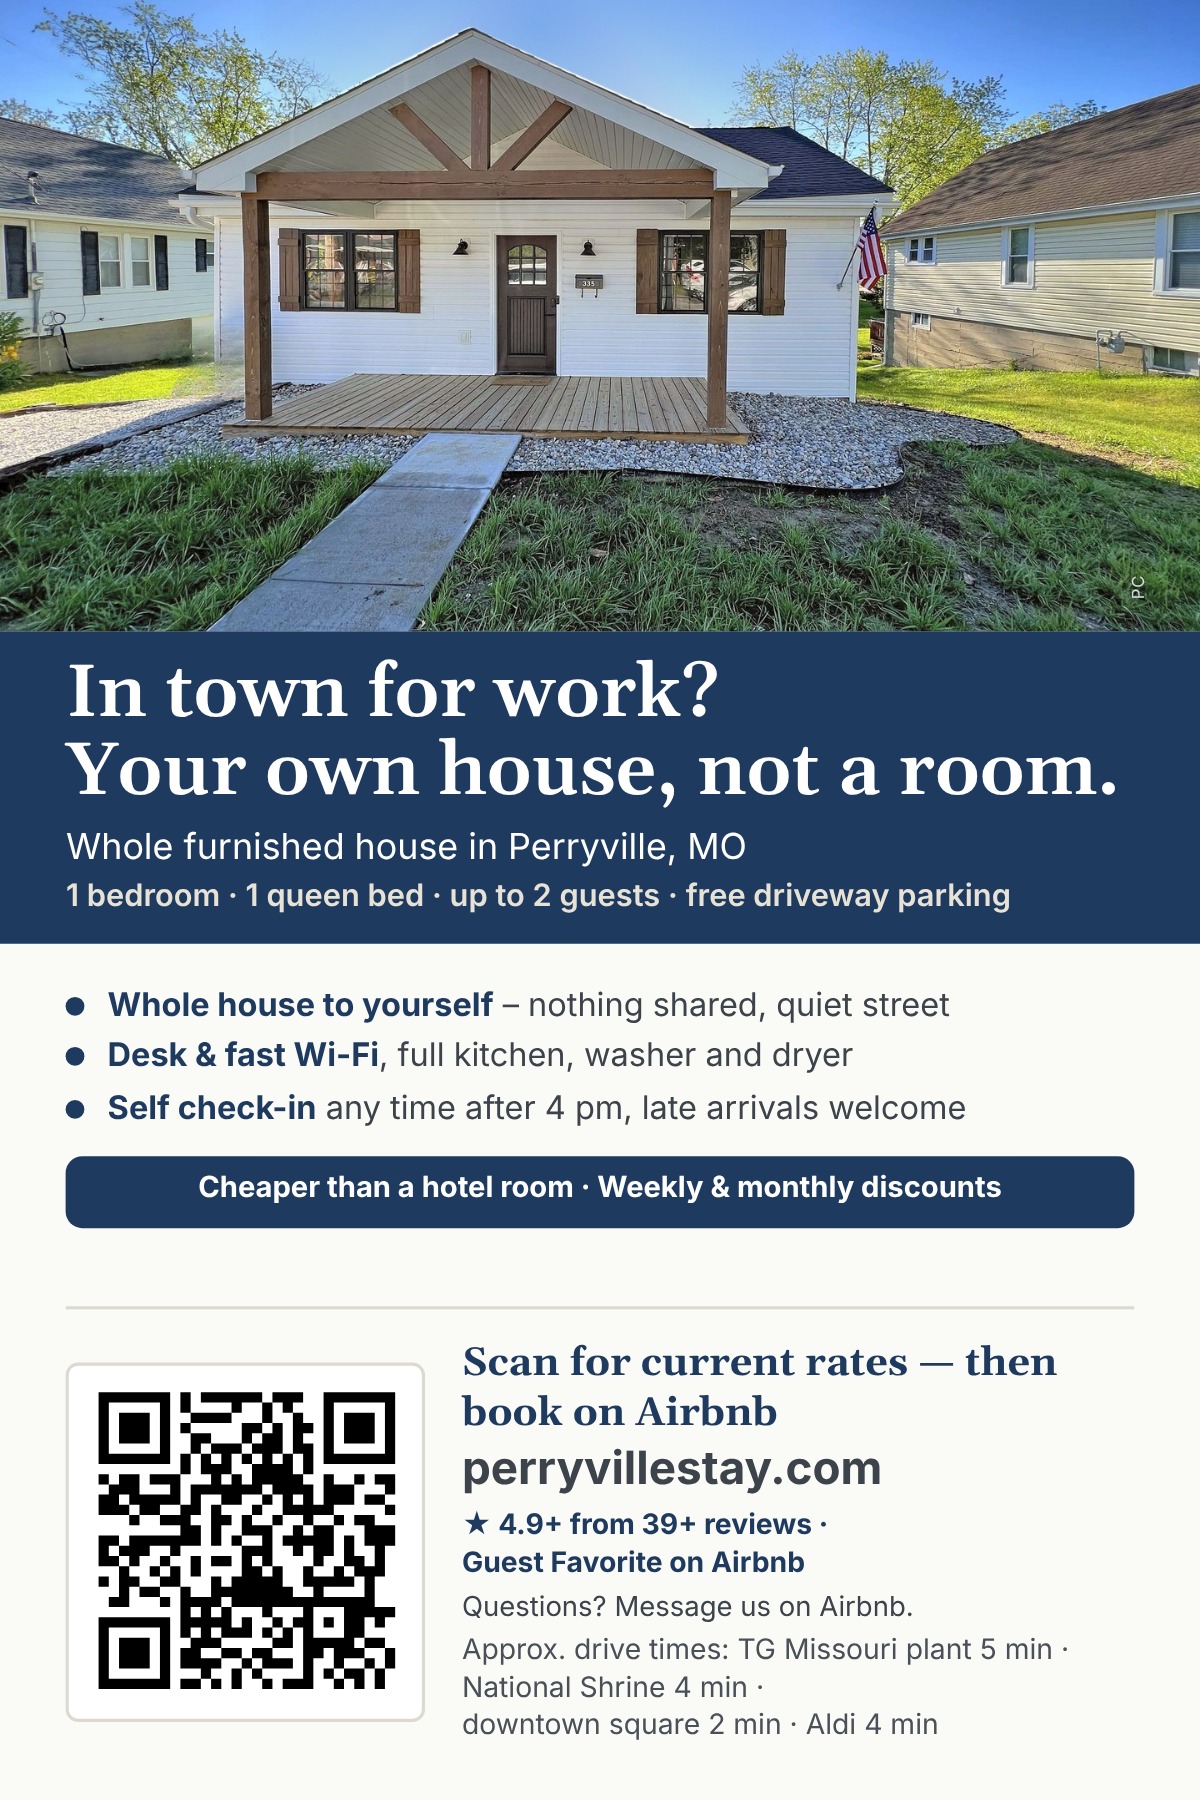 335
PC
In town for work?
Your own house, not a room.
Whole furnished house in Perryville, MO
1 bedroom · 1 queen bed · up to 2 guests · free driveway parking
● Whole house to yourself – nothing shared, quiet street
● Desk & fast Wi-Fi, full kitchen, washer and dryer
● Self check-in any time after 4 pm, late arrivals welcome
Cheaper than a hotel room · Weekly & monthly discounts
Scan for current rates — then
book on Airbnb
perryvillestay.com
★ 4.9+ from 39+ reviews ·
Guest Favorite on Airbnb
Questions? Message us on Airbnb.
Approx. drive times: TG Missouri plant 5 min ·
National Shrine 4 min ·
downtown square 2 min · Aldi 4 min